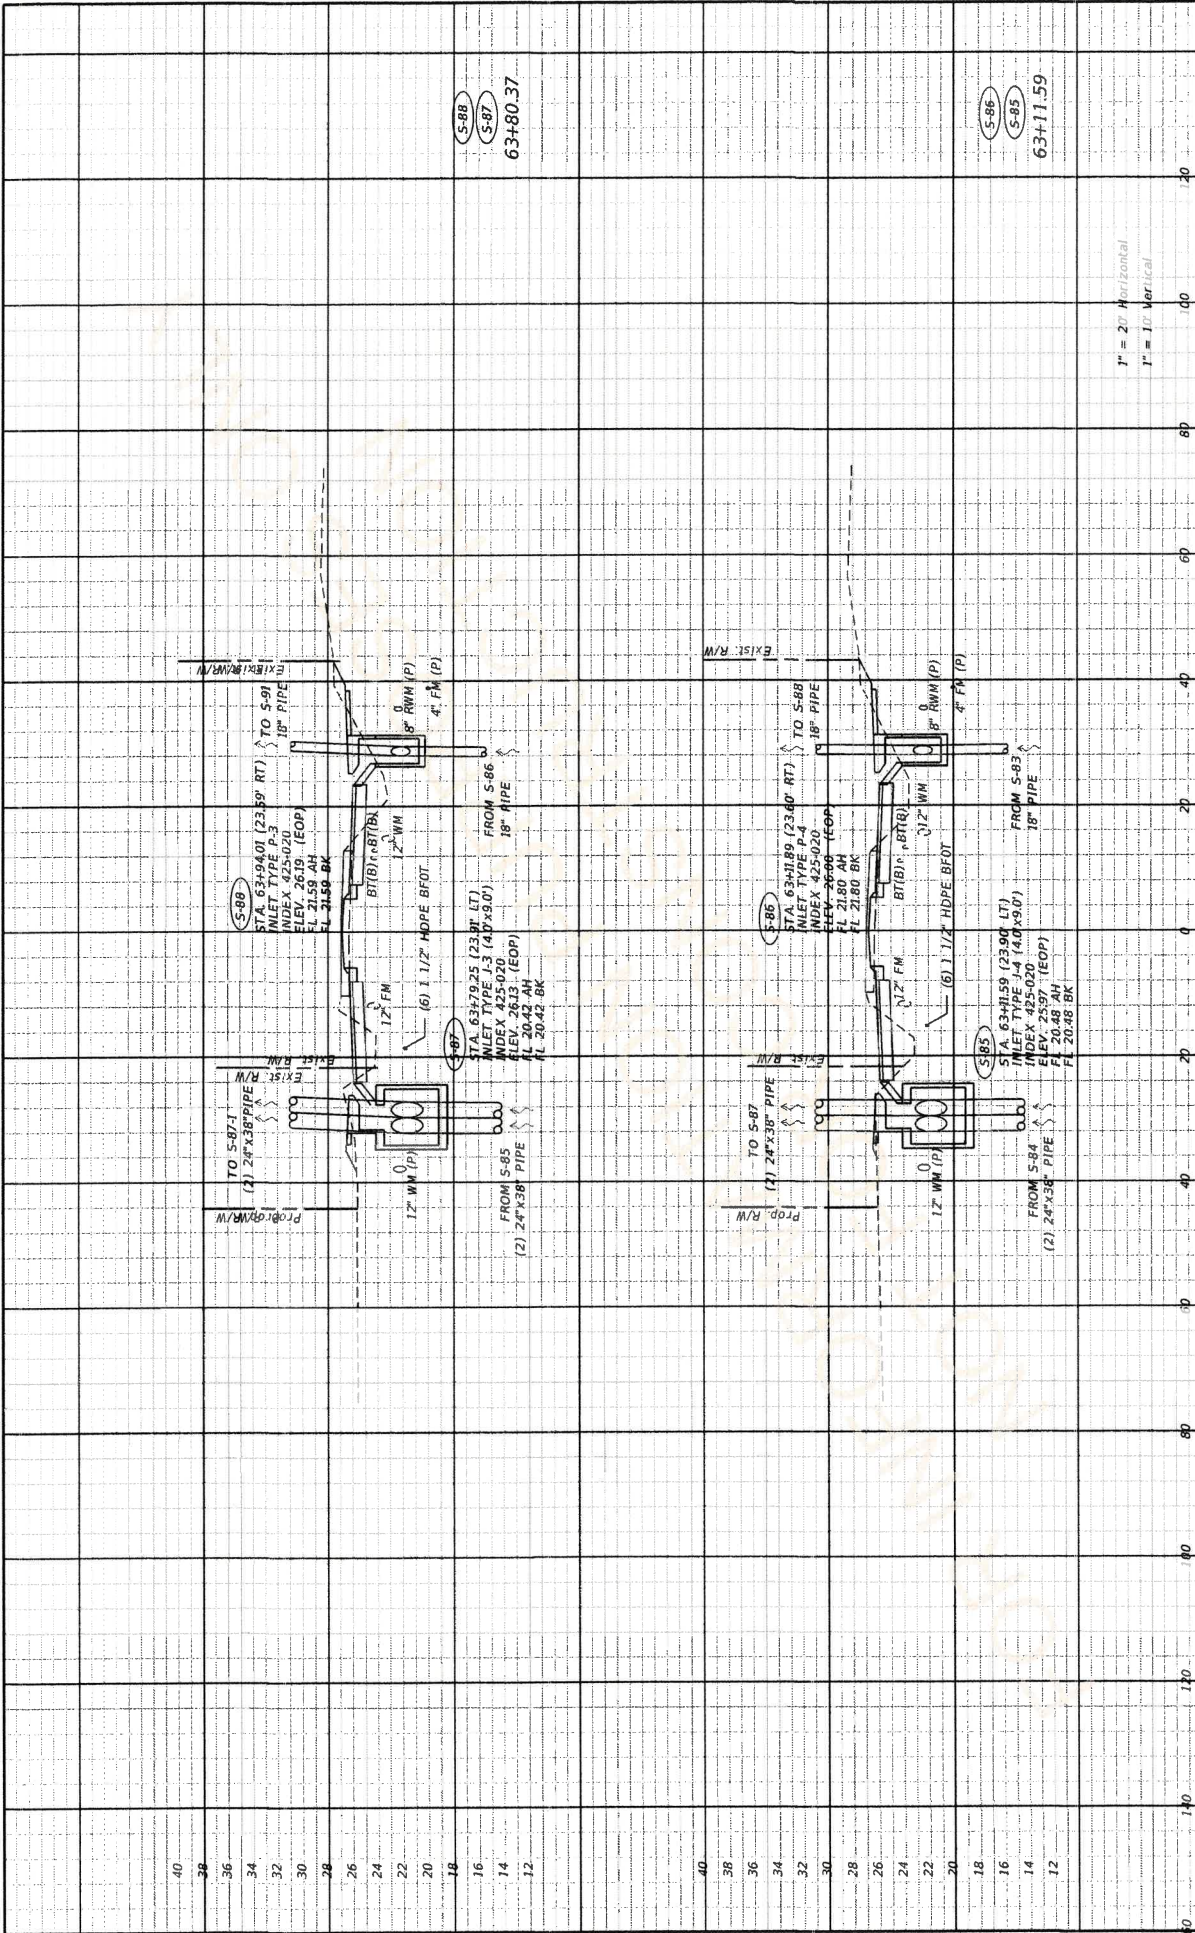 S-88
S-87
63+80.37
S-88
STA. 63+94.01 (23.59' RT)
INLET TYPE P-3
INDEX 425-020
ELEV. 26.19 (EOP)
FL 21.59 AH
FL 21.59 BK
TO S-91
18" PIPE
Exist. R/W
8" RWM (P)
4" FM (P)
FROM S-86
18" PIPE
BT(B)
BT(B)
12" WM
(6) 1 1/2" HDPE BFOT
12" FM
Exist. R/W
Exist. R/W
S-87
STA. 63+79.25 (23.91' LT)
INLET TYPE J-3 (4.0'x9.0')
INDEX 425-020
ELEV. 26.13 (EOP)
FL 20.42 AH
FL 20.42 BK
TO S-87-1
(2) 24"x38" PIPE
Prop. R/W
12" WM (P)
FROM S-85
(2) 24"x38" PIPE
40
38
36
34
32
30
28
26
24
22
20
18
16
14
12
S-86
S-85
63+11.59
S-86
STA. 63+11.89 (23.60' RT)
INLET TYPE P-4
INDEX 425-020
ELEV. 26.00 (EOP)
FL 21.80 AH
FL 21.80 BK
TO S-88
18" PIPE
Exist. R/W
8" RWM (P)
4" FM (P)
FROM S-83
18" PIPE
BT(B)
BT(B)
12" WM
(6) 1 1/2" HDPE BFOT
12" FM
Exist. R/W
S-85
STA. 63+11.59 (23.90' LT)
INLET TYPE J-4 (4.0'x9.0')
INDEX 425-020
ELEV. 25.97 (EOP)
FL 20.48 AH
FL 20.48 BK
TO S-87
(2) 24"x38" PIPE
Prop. R/W
12" WM (P)
FROM S-84
(2) 24"x38" PIPE
40
38
36
34
32
30
28
26
24
22
20
18
16
14
12
1" = 20' Horizontal
1" = 10' Vertical
140 120 100 80 60 40 20 0 20 40 60 80 100 120